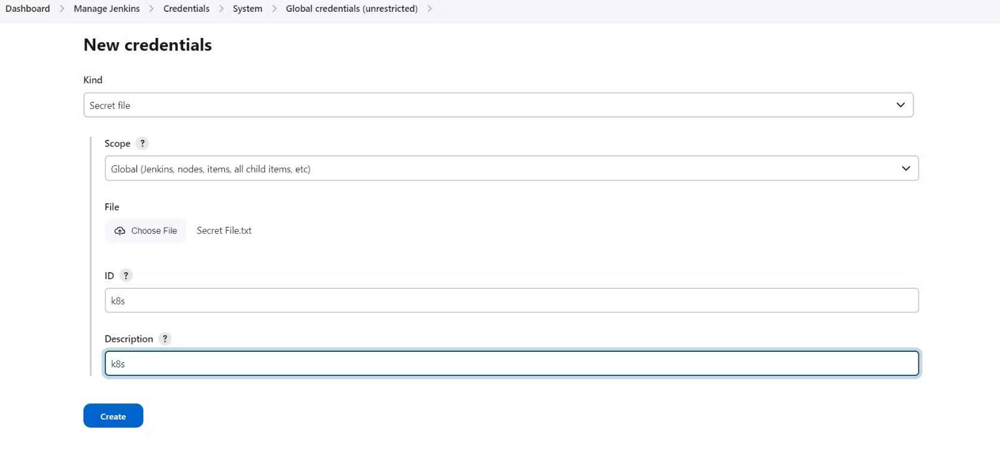 Dashboard > Manage Jenkins > Credentials > System > Global credentials (unrestricted) >
New credentials
Kind
Secret file
Scope ?
Global (Jenkins, nodes, items, all child items, etc)
File
Choose File Secret File.txt
ID ?
k8s
Description ?
k8s
Create